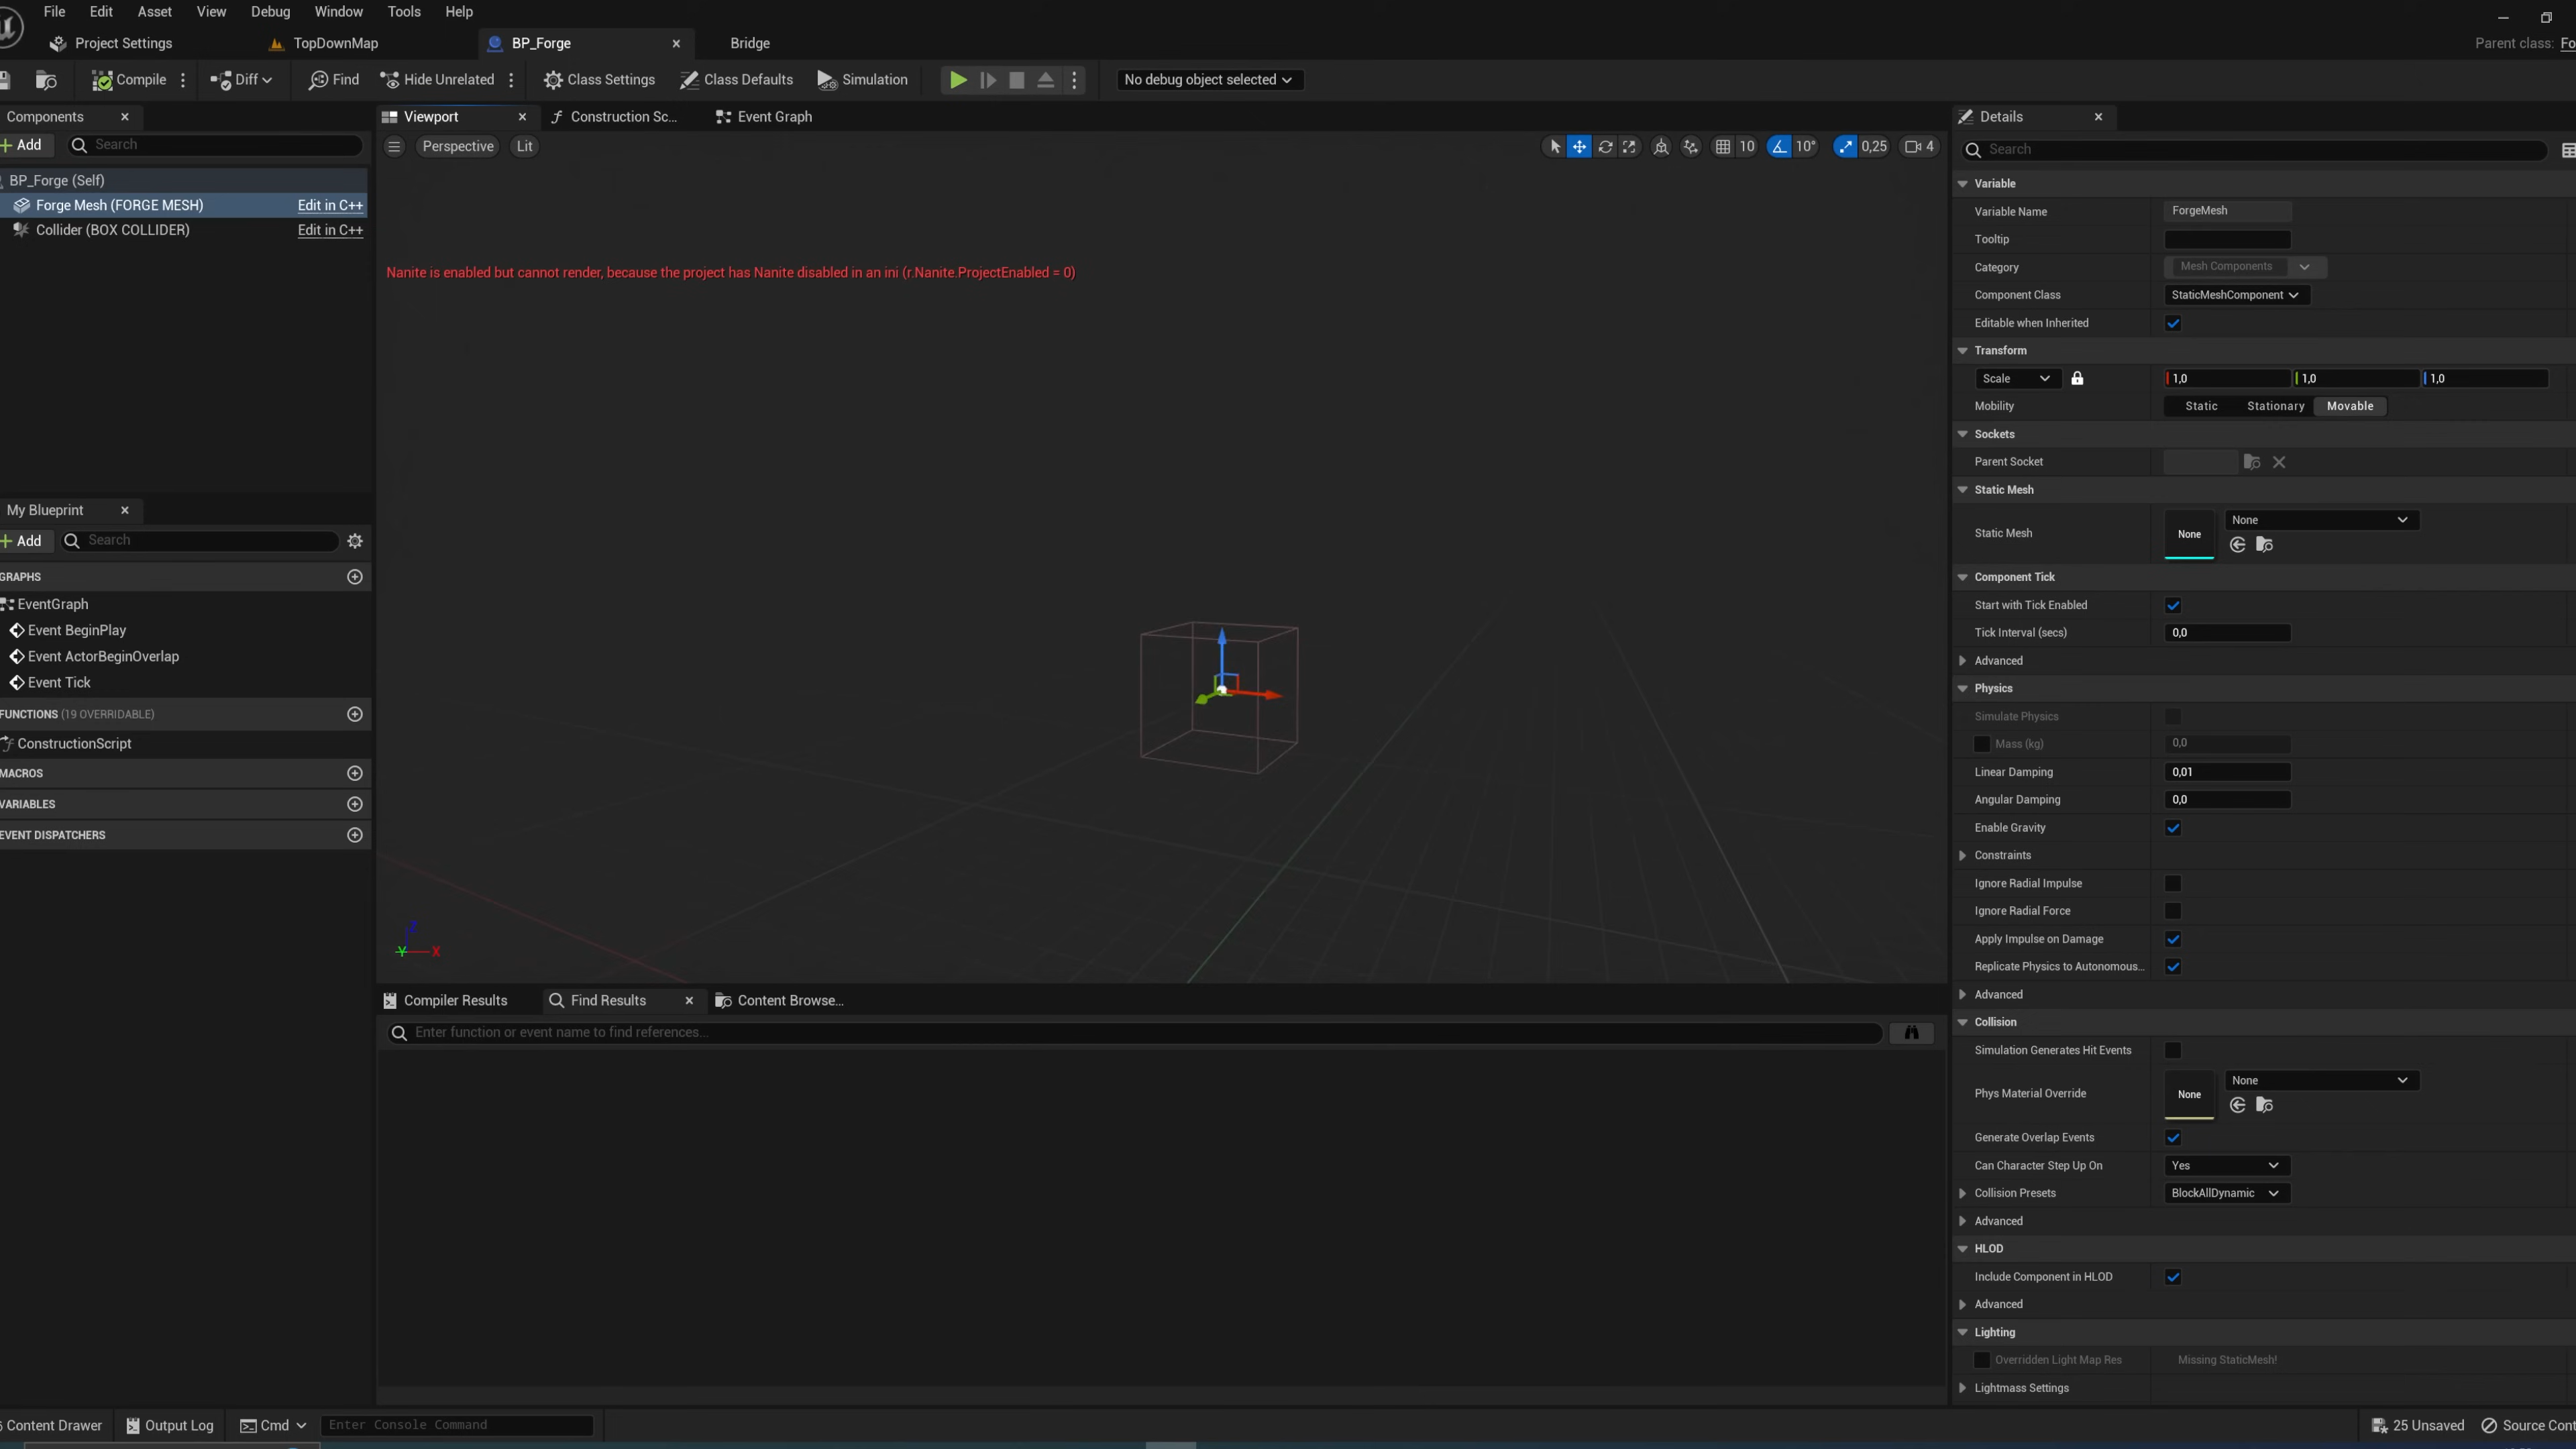 File Edit Asset View Debug Window Tools Help
Project Settings TopDownMap BP_Forge Bridge Parent class: Fo
Compile Diff Find Hide Unrelated Class Settings Class Defaults Simulation No debug object selected
Components
Add Search
BP_Forge (Self)
Forge Mesh (FORGE MESH) Edit in C++
Collider (BOX COLLIDER) Edit in C++
My Blueprint
Add Search
GRAPHS
EventGraph
Event BeginPlay
Event ActorBeginOverlap
Event Tick
FUNCTIONS (19 OVERRIDABLE)
ConstructionScript
MACROS
VARIABLES
EVENT DISPATCHERS
Viewport Construction Sc... Event Graph
Perspective Lit 10 10° 0,25 4
Nanite is enabled but cannot render, because the project has Nanite disabled in an ini (r.Nanite.ProjectEnabled = 0)
Z
Y X
Compiler Results Find Results Content Browse...
Enter function or event name to find references...
Details
Search
Variable
Variable Name ForgeMesh
Tooltip
Category Mesh Components
Component Class StaticMeshComponent
Editable when Inherited
Transform
Scale 1,0 1,0 1,0
Mobility Static Stationary Movable
Sockets
Parent Socket
Static Mesh
Static Mesh None None
Component Tick
Start with Tick Enabled
Tick Interval (secs) 0,0
Advanced
Physics
Simulate Physics
Mass (kg) 0,0
Linear Damping 0,01
Angular Damping 0,0
Enable Gravity
Constraints
Ignore Radial Impulse
Ignore Radial Force
Apply Impulse on Damage
Replicate Physics to Autonomous...
Advanced
Collision
Simulation Generates Hit Events
Phys Material Override None None
Generate Overlap Events
Can Character Step Up On Yes
Collision Presets BlockAllDynamic
Advanced
HLOD
Include Component in HLOD
Advanced
Lighting
Overridden Light Map Res Missing StaticMesh!
Lightmass Settings
Content Drawer Output Log Cmd Enter Console Command 25 Unsaved Source Cont